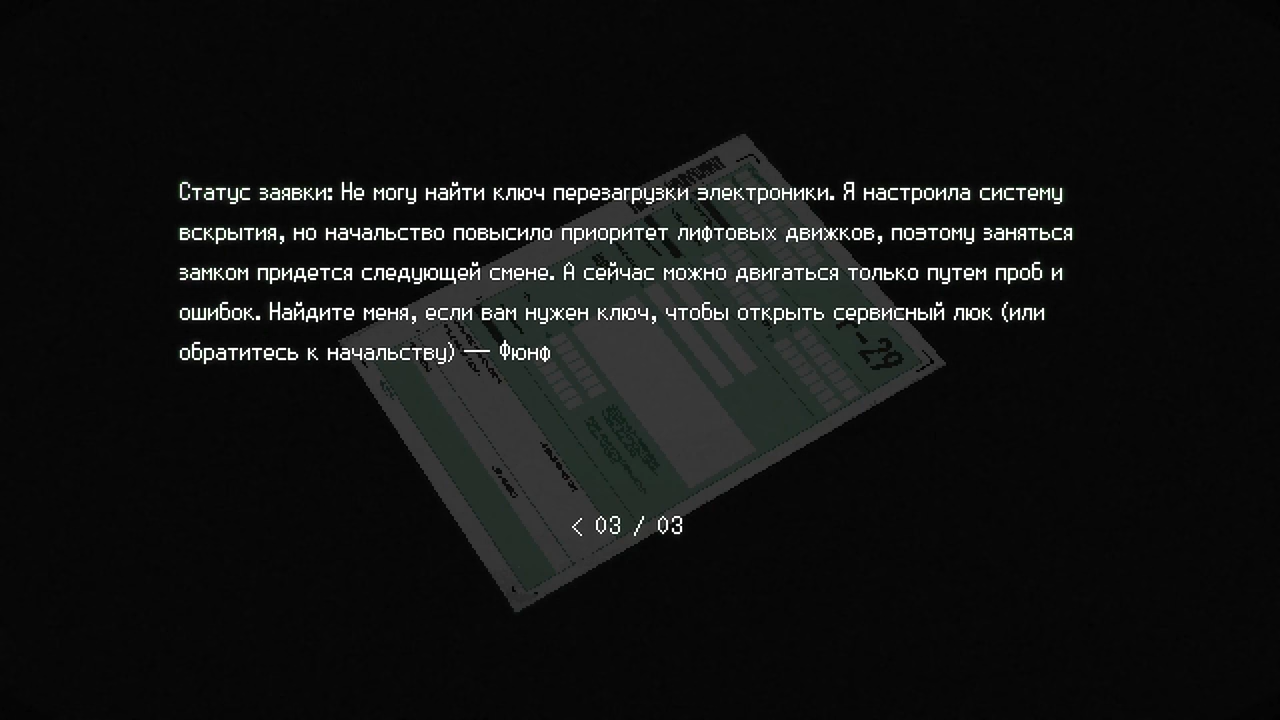 Статус заявки: Не могу найти ключ перезагрузки электроники. Я настроила систему
вскрытия, но начальство повысило приоритет лифтовых движков, поэтому заняться
замком придется следующей смене. А сейчас можно двигаться только путем проб и
ошибок. Найдите меня, если вам нужен ключ, чтобы открыть сервисный люк (или
обратитесь к начальству) — Фюнф
-29
< 03 / 03